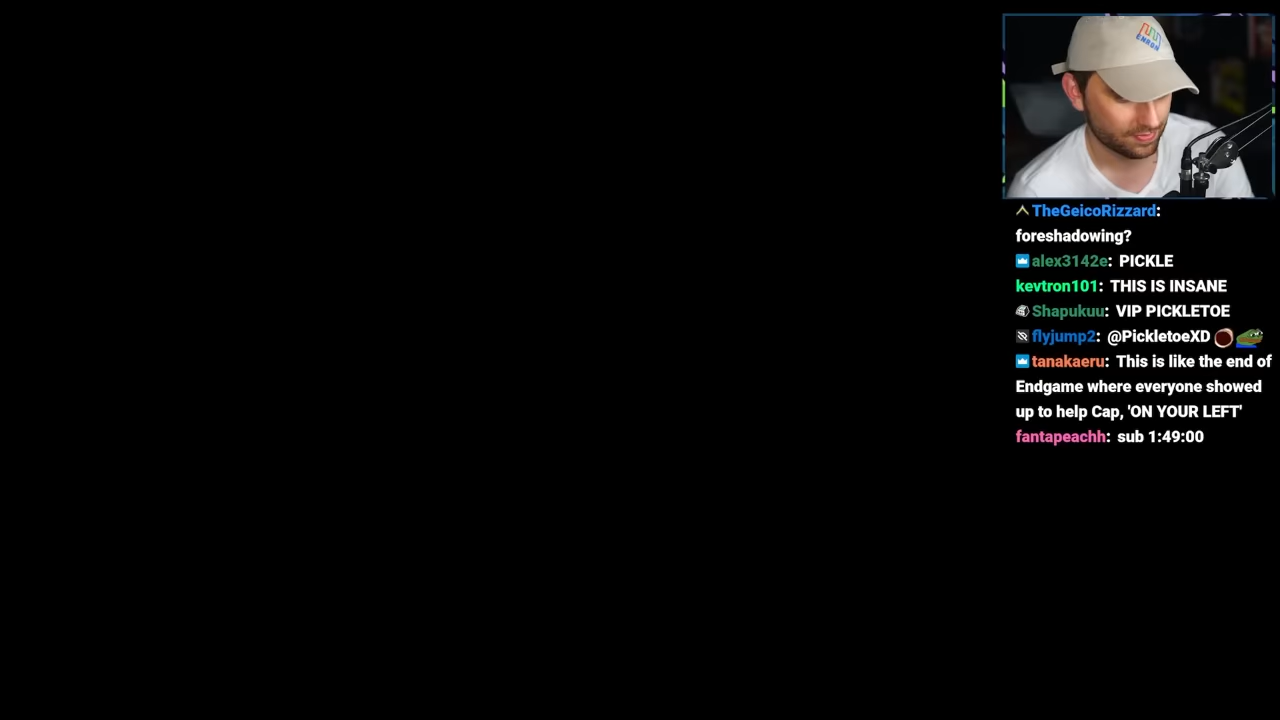 ENRON
TheGeicoRizzard:
foreshadowing?
alex3142e: PICKLE
kevtron101: THIS IS INSANE
Shapukuu: VIP PICKLETOE
flyjump2: @PickletoeXD
tanakaeru: This is like the end of
Endgame where everyone showed
up to help Cap, 'ON YOUR LEFT'
fantapeachh: sub 1:49:00